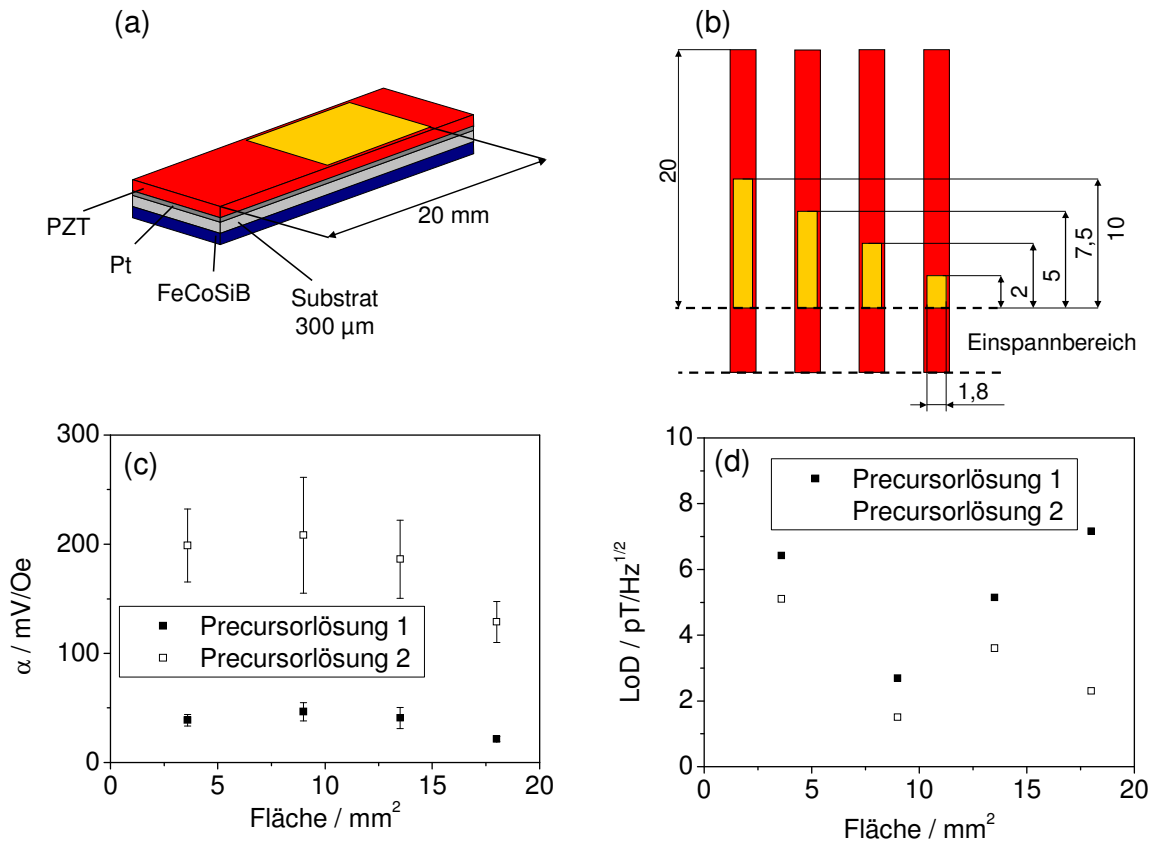 (a)
PZT
Pt
FeCoSiB
Substrat
300 µm
20 mm
(b)
20
2
5
7,5
10
Einspannbereich
1,8
(c)
300
200
100
0
α / mV/Oe
Precursorlösung 1
Precursorlösung 2
0 5 10 15 20
Fläche / mm²
(d)
10
8
6
4
2
0
LoD / pT/Hz^{1/2}
Precursorlösung 1
Precursorlösung 2
0 5 10 15 20
Fläche / mm²